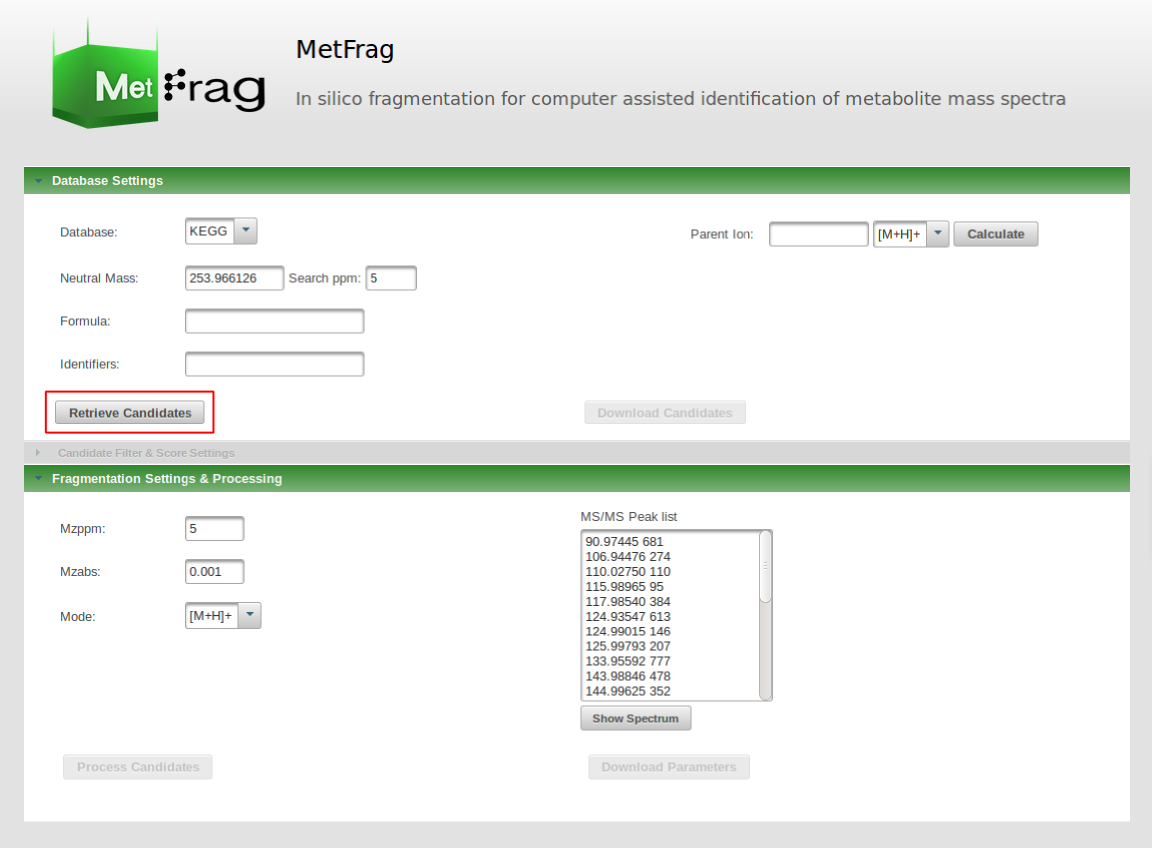 MetFrag
MetFrag
In silico fragmentation for computer assisted identification of metabolite mass spectra
Database Settings
Database: KEGG Parent Ion: [M+H]+ Calculate
Neutral Mass: 253.966126 Search ppm: 5
Formula:
Identifiers:
Retrieve Candidates Download Candidates
Candidate Filter & Score Settings
Fragmentation Settings & Processing
Mzppm: 5
Mzabs: 0.001
Mode: [M+H]+
MS/MS Peak list
90.97445 681
106.94476 274
110.02750 110
115.98965 95
117.98540 384
124.93547 613
124.99015 146
125.99793 207
133.95592 777
143.98846 478
144.99625 352
Show Spectrum
Process Candidates Download Parameters